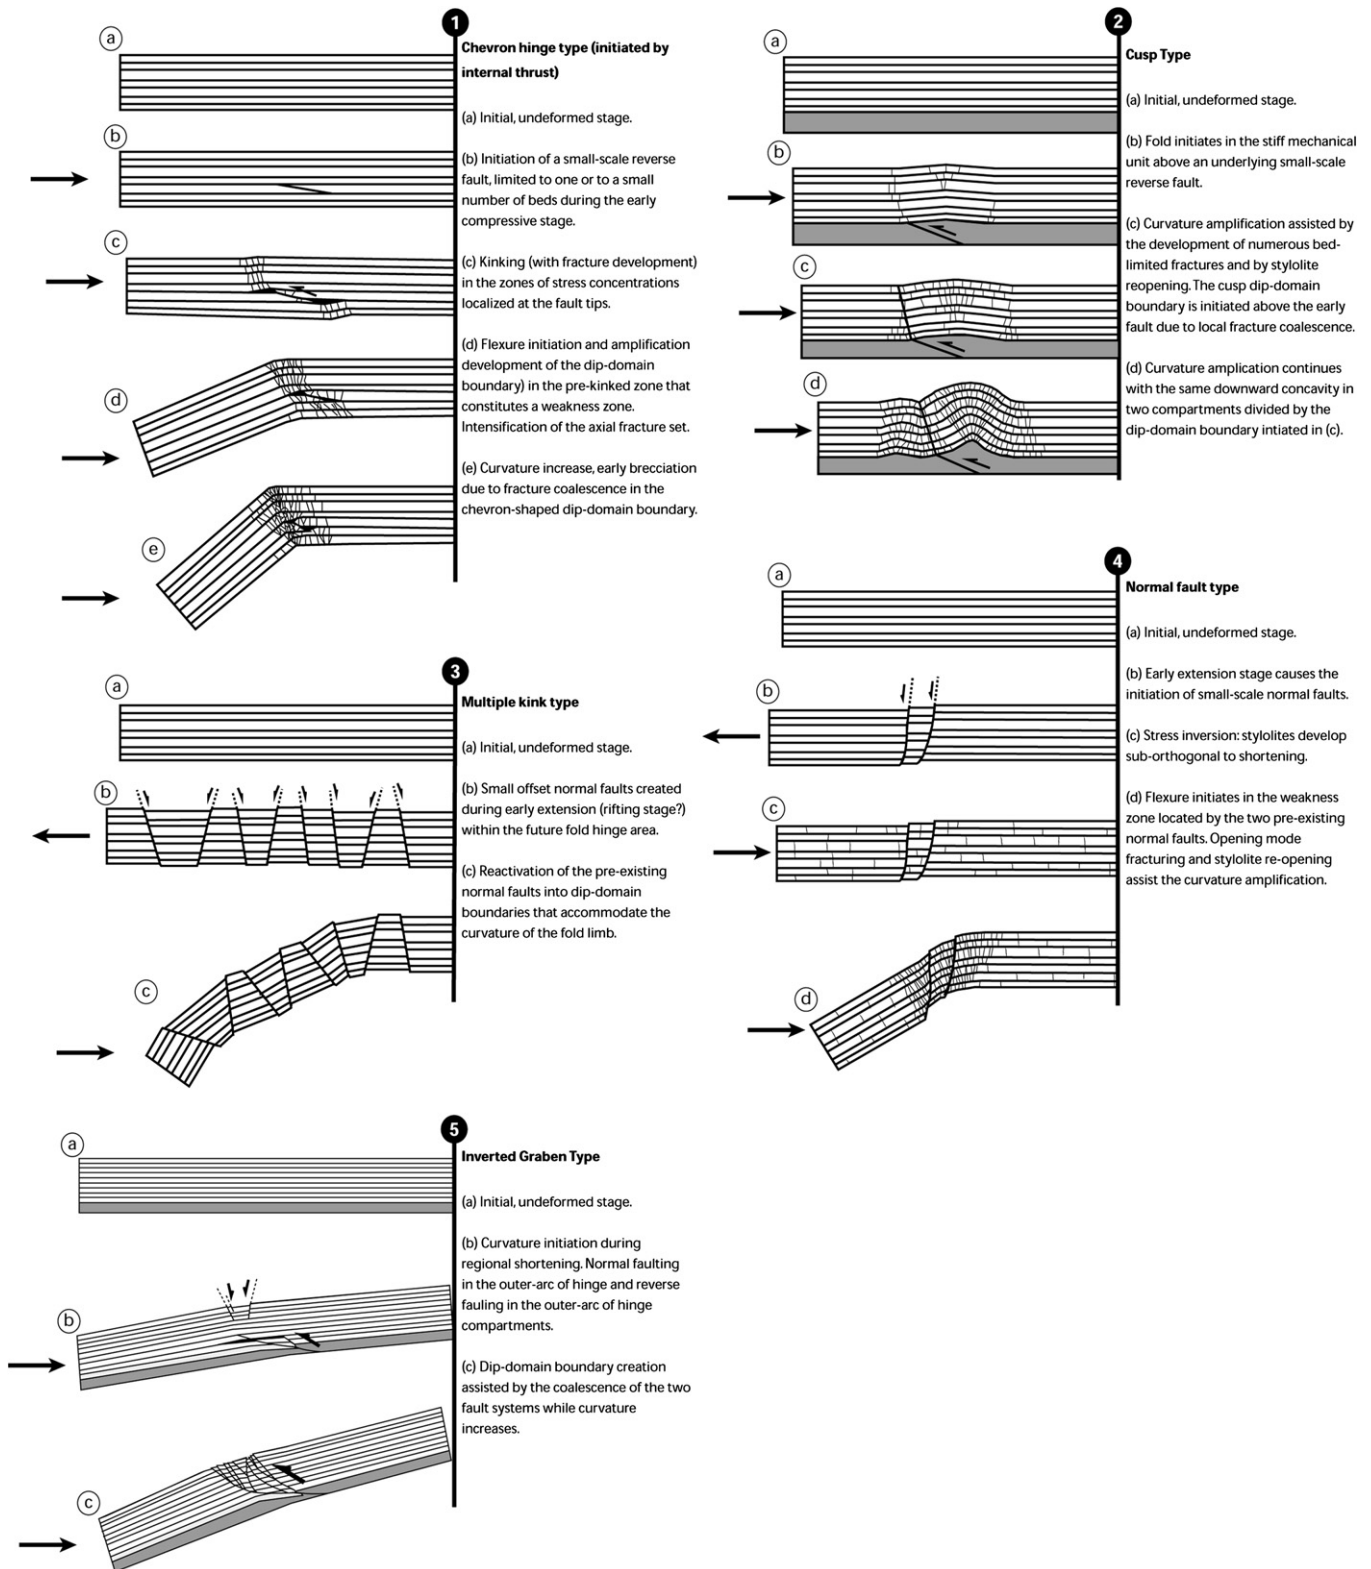 1
Chevron hinge type (initiated by
internal thrust)
(a) Initial, undeformed stage.
(b) Initiation of a small-scale reverse
fault, limited to one or to a small
number of beds during the early
compressive stage.
(c) Kinking (with fracture development)
in the zones of stress concentrations
localized at the fault tips.
(d) Flexure initiation and amplification
development of the dip-domain
boundary) in the pre-kinked zone that
constitutes a weakness zone.
Intensification of the axial fracture set.
(e) Curvature increase, early brecciation
due to fracture coalescence in the
chevron-shaped dip-domain boundary.
a
b
c
d
e
2
Cusp Type
(a) Initial, undeformed stage.
(b) Fold initiates in the stiff mechanical
unit above an underlying small-scale
reverse fault.
(c) Curvature amplification assisted by
the development of numerous bed-
limited fractures and by stylolite
reopening. The cusp dip-domain
boundary is initiated above the early
fault due to local fracture coalescence.
(d) Curvature amplication continues
with the same downward concavity in
two compartments divided by the
dip-domain boundary intiated in (c).
a
b
c
d
3
Multiple kink type
(a) Initial, undeformed stage.
(b) Small offset normal faults created
during early extension (rifting stage?)
within the future fold hinge area.
(c) Reactivation of the pre-existing
normal faults into dip-domain
boundaries that accommodate the
curvature of the fold limb.
a
b
c
4
Normal fault type
(a) Initial, undeformed stage.
(b) Early extension stage causes the
initiation of small-scale normal faults.
(c) Stress inversion: stylolites develop
sub-orthogonal to shortening.
(d) Flexure initiates in the weakness
zone located by the two pre-existing
normal faults. Opening mode
fracturing and stylolite re-opening
assist the curvature amplification.
a
b
c
d
5
Inverted Graben Type
(a) Initial, undeformed stage.
(b) Curvature initiation during
regional shortening. Normal faulting
in the outer-arc of hinge and reverse
fauling in the outer-arc of hinge
compartments.
(c) Dip-domain boundary creation
assisted by the coalescence of the two
fault systems while curvature
increases.
a
b
c